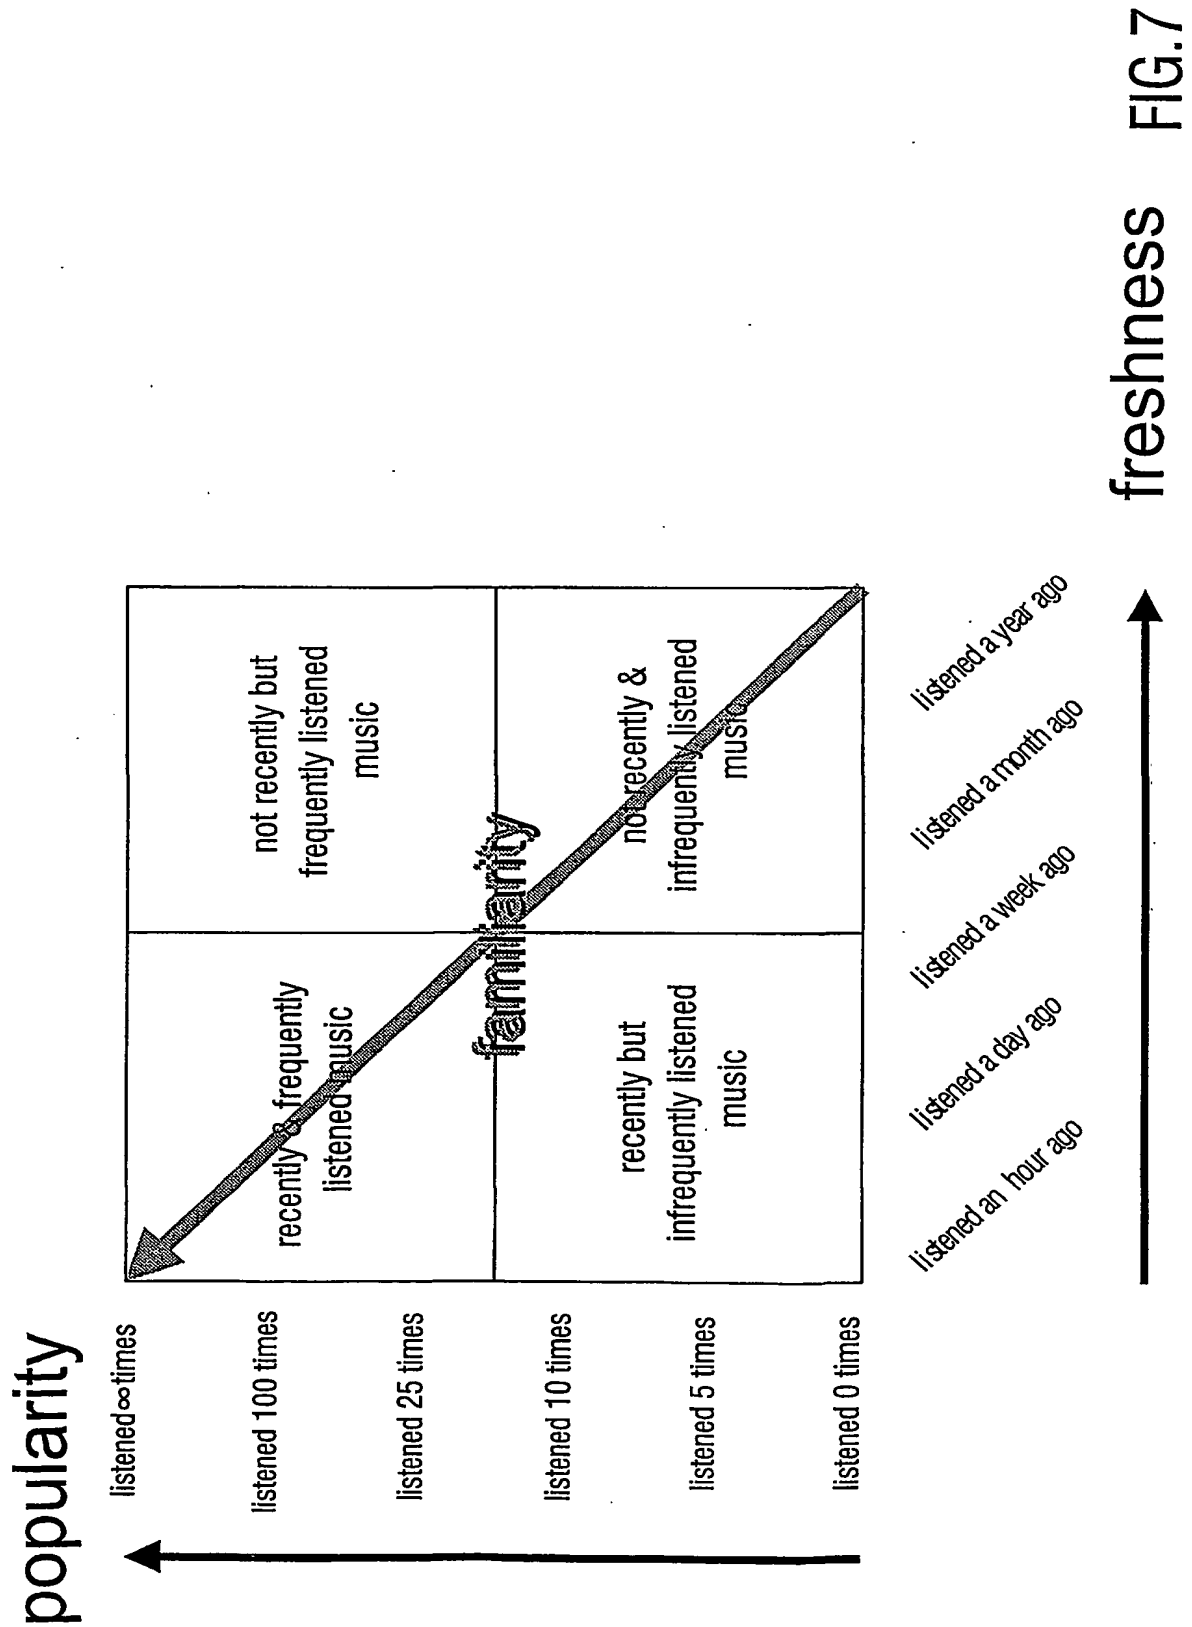 popularity
listened∞times
listened 100 times
listened 25 times
listened 10 times
listened 5 times
listened 0 times
recently & frequently
listened music
not recently but
frequently listened
music
familiarity
recently but
infrequently listened
music
not recently &
infrequently listened
music
listened an hour ago
listened a day ago
listened a week ago
listened a month ago
listened a year ago
freshness
FIG.7